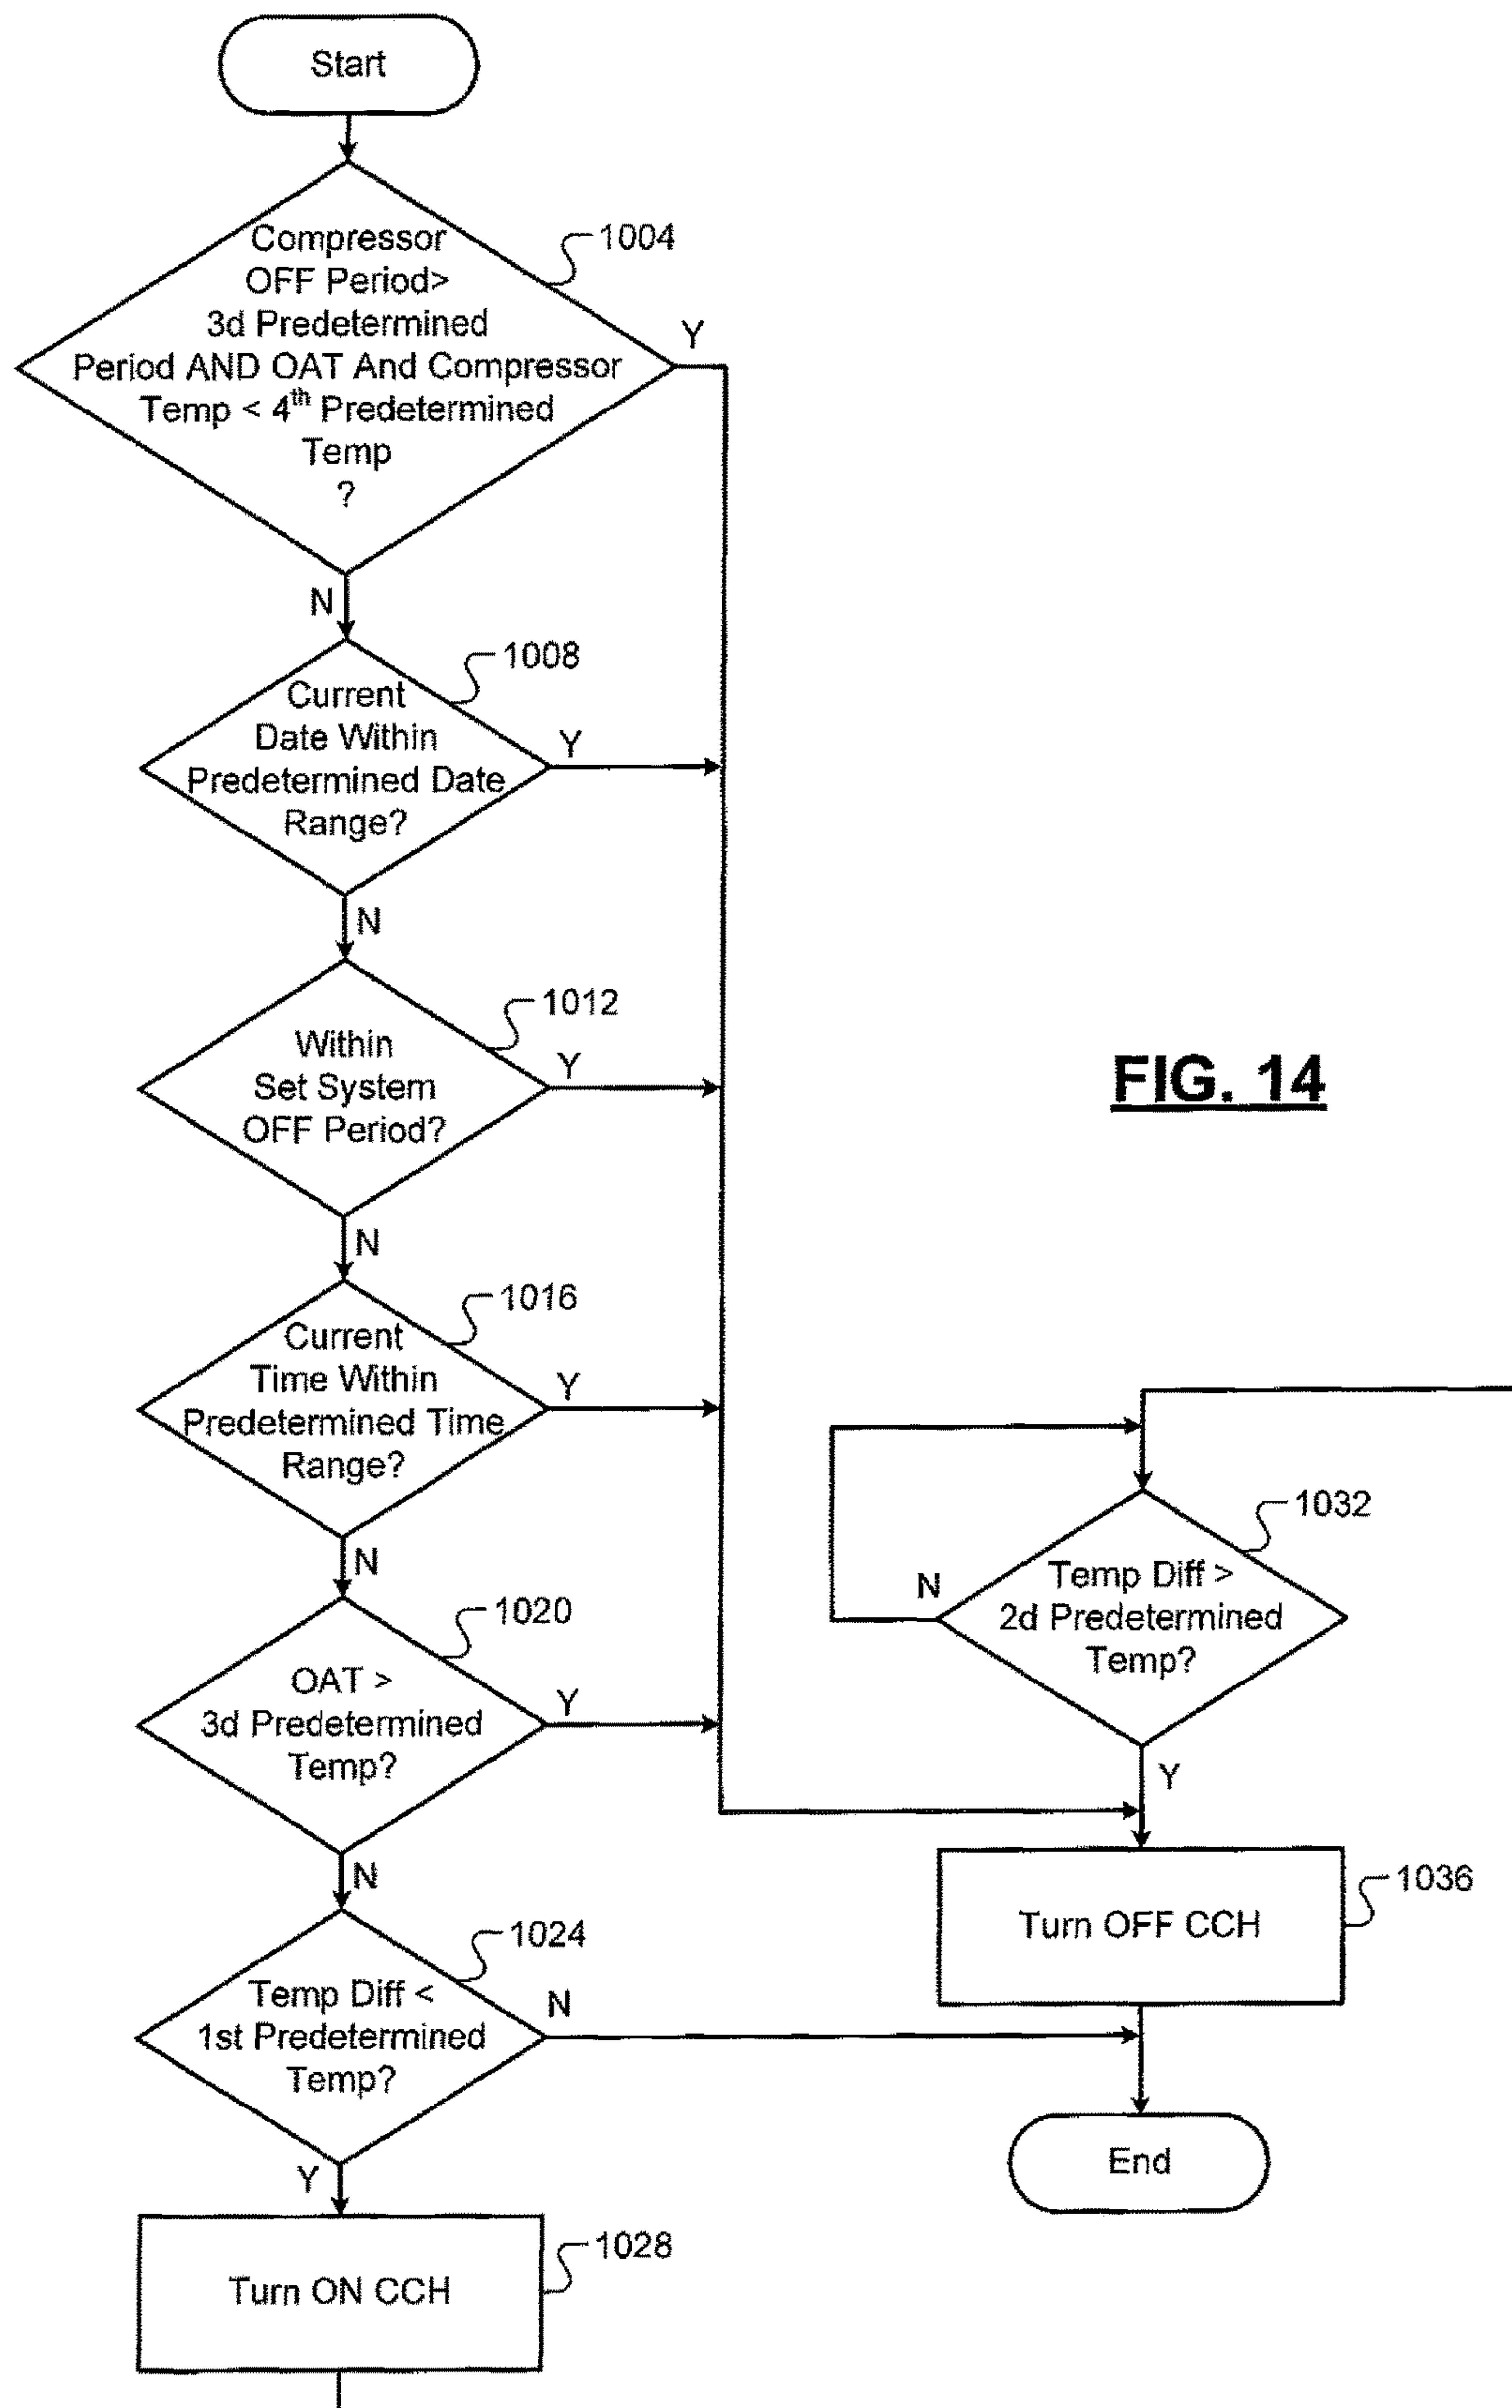 Start
Compressor
OFF Period>
3d Predetermined
Period AND OAT And Compressor
Temp < 4th Predetermined
Temp
?
1004
Y
N
Current
Date Within
Predetermined Date
Range?
1008
Y
N
Within
Set System
OFF Period?
1012
Y
N
Current
Time Within
Predetermined Time
Range?
1016
Y
N
OAT >
3d Predetermined
Temp?
1020
Y
N
Temp Diff <
1st Predetermined
Temp?
1024
N
Y
Turn ON CCH
1028
FIG. 14
Temp Diff >
2d Predetermined
Temp?
1032
N
Y
Turn OFF CCH
1036
End